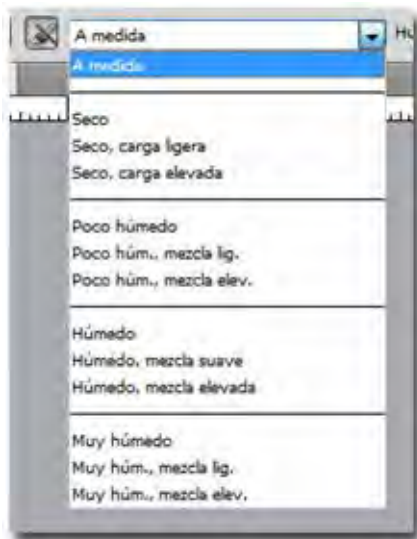 A medida
Hu
A medida
Seco
Seco, carga ligera
Seco, carga elevada
Poco húmedo
Poco húm., mezcla lig.
Poco húm., mezcla elev.
Húmedo
Húmedo, mezcla suave
Húmedo, mezcla elevada
Muy húmedo
Muy húm., mezcla lig.
Muy húm., mezcla elev.